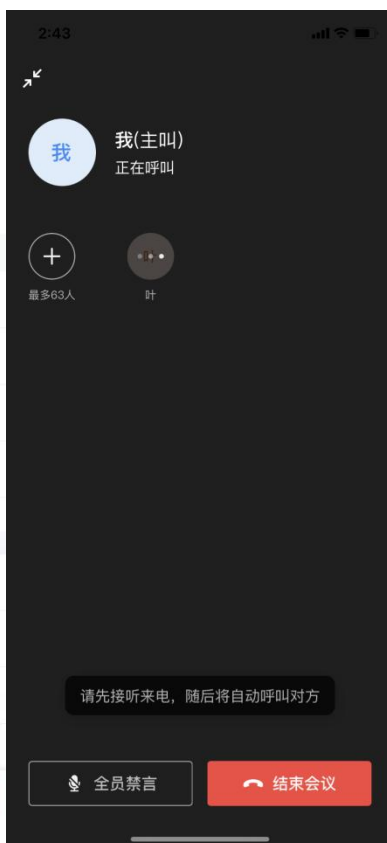 2:43
我
我(主叫)
正在呼叫
最多63人
叶
请先接听来电，随后将自动呼叫对方
全员禁言
结束会议